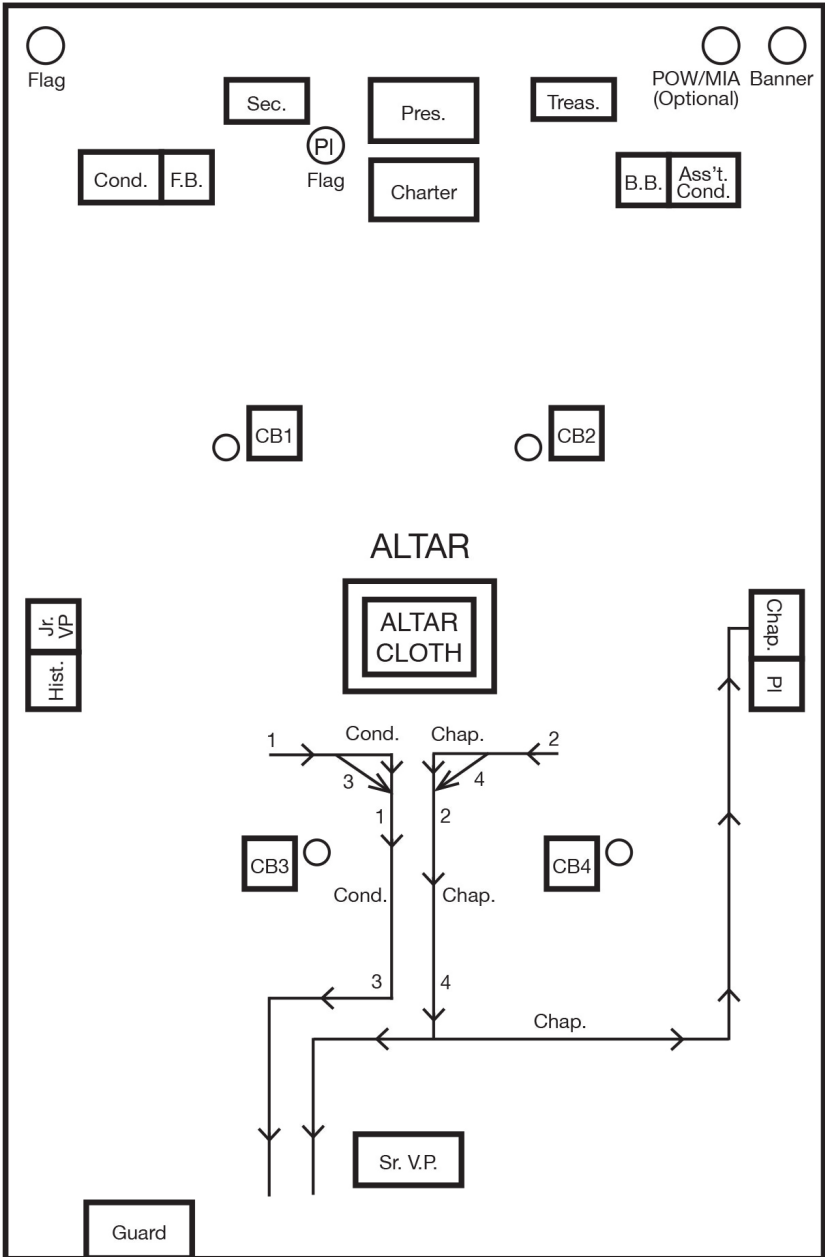 Flag
POW/MIA
(Optional)
Banner
Sec.
Pres.
Treas.
PI
Flag
Cond.
F.B.
Charter
B.B.
Ass't.
Cond.
CB1
CB2
ALTAR
ALTAR
CLOTH
Jr.
VP
Hist.
Chap.
PI
1
Cond.
Chap.
2
3
4
1
2
CB3
CB4
Cond.
Chap.
3
4
Chap.
Sr. V.P.
Guard